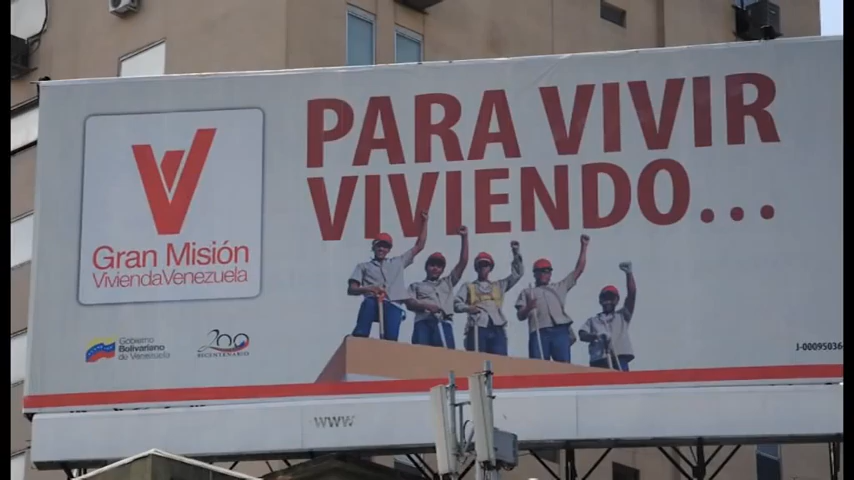 PARA VIVIR
VIVIENDO...
Gran Misión
ViviendaVenezuela
Gobierno
Bolivariano
de Venezuela
200
BICENTENARIO
J-00095036
WWW